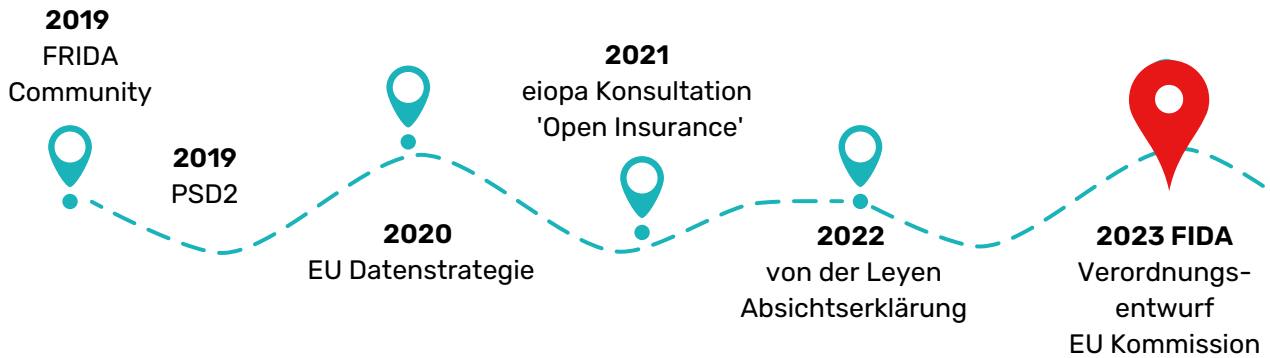 2019
FRIDA
Community
2019
PSD2
2020
EU Datenstrategie
2021
eiopa Konsultation
'Open Insurance'
2022
von der Leyen
Absichtserklärung
2023 FIDA
Verordnungs-
entwurf
EU Kommission